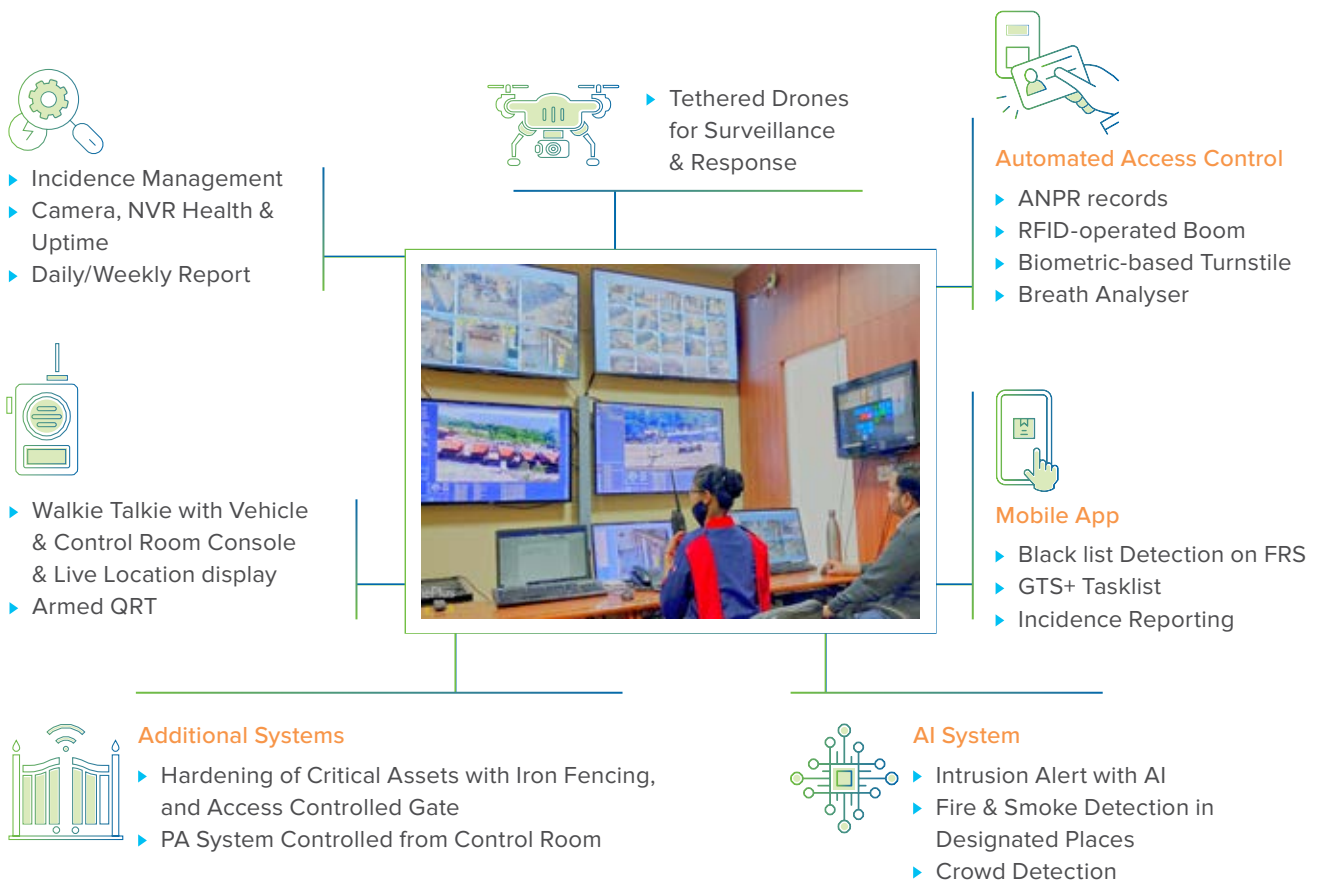 Tethered Drones
for Surveillance
& Response
Incidence Management
Camera, NVR Health &
Uptime
Daily/Weekly Report
Automated Access Control
ANPR records
RFID-operated Boom
Biometric-based Turnstile
Breath Analyser
Walkie Talkie with Vehicle
& Control Room Console
& Live Location display
Armed QRT
Mobile App
Black list Detection on FRS
GTS+ Tasklist
Incidence Reporting
Additional Systems
Hardening of Critical Assets with Iron Fencing,
and Access Controlled Gate
PA System Controlled from Control Room
AI System
Intrusion Alert with AI
Fire & Smoke Detection in
Designated Places
Crowd Detection